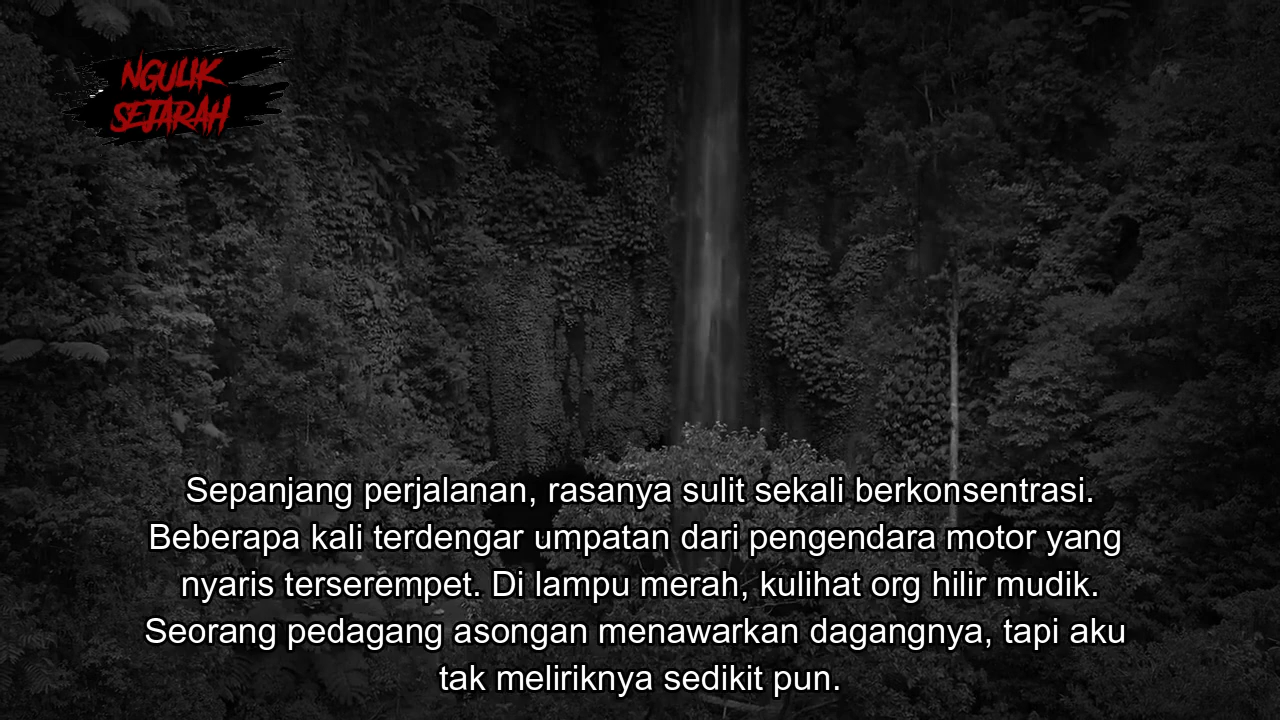 NGULIK
SEJARAH
Sepanjang perjalanan, rasanya sulit sekali berkonsentrasi.
Beberapa kali terdengar umpatan dari pengendara motor yang
nyaris terserempet. Di lampu merah, kulihat org hilir mudik.
Seorang pedagang asongan menawarkan dagangnya, tapi aku
tak meliriknya sedikit pun.